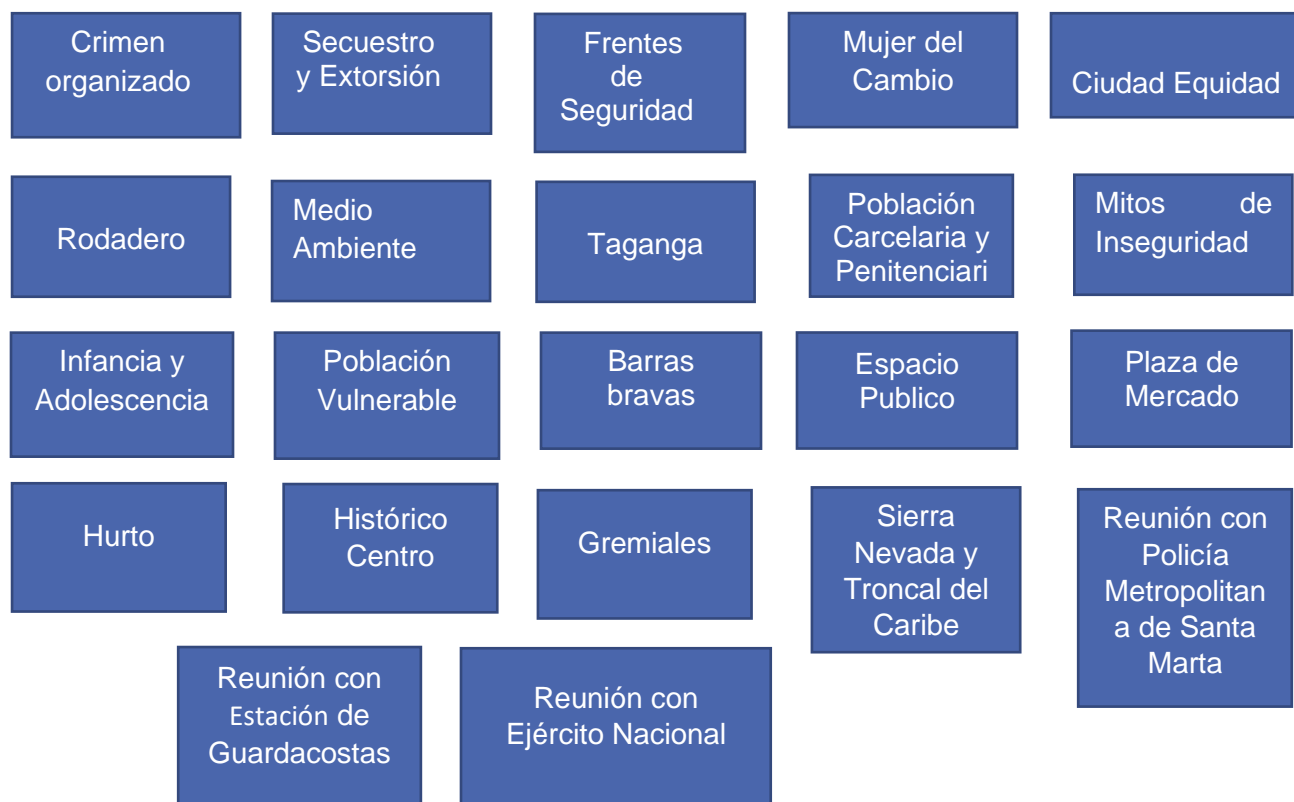 Crimen
organizado
Secuestro
y Extorsión
Frentes
de
Seguridad
Mujer del
Cambio
Ciudad Equidad
Rodadero
Medio
Ambiente
Taganga
Población
Carcelaria y
Penitenciari
Mitos de
Inseguridad
Infancia y
Adolescencia
Población
Vulnerable
Barras
bravas
Espacio
Publico
Plaza de
Mercado
Hurto
Histórico
Centro
Gremiales
Sierra
Nevada y
Troncal del
Caribe
Reunión con
Policía
Metropolitan
a de Santa
Marta
Reunión con
Estación de
Guardacostas
Reunión con
Ejército Nacional